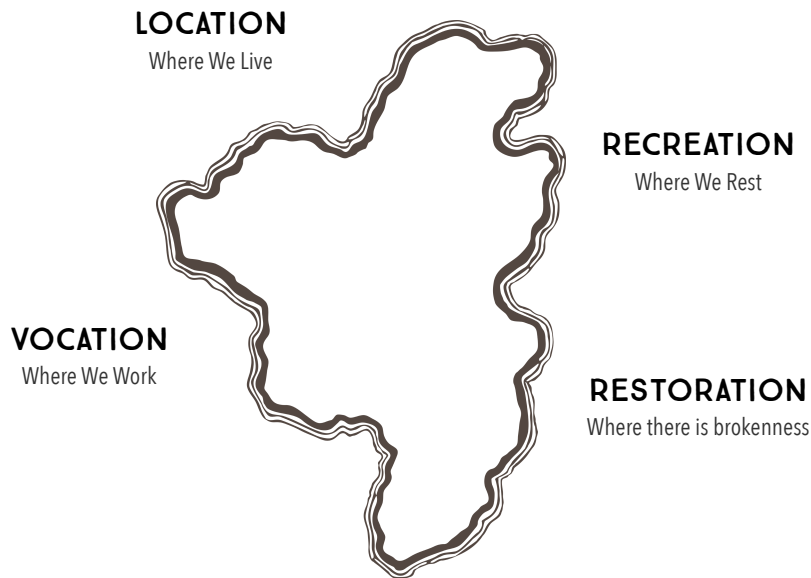 LOCATION
Where We Live
RECREATION
Where We Rest
VOCATION
Where We Work
RESTORATION
Where there is brokenness